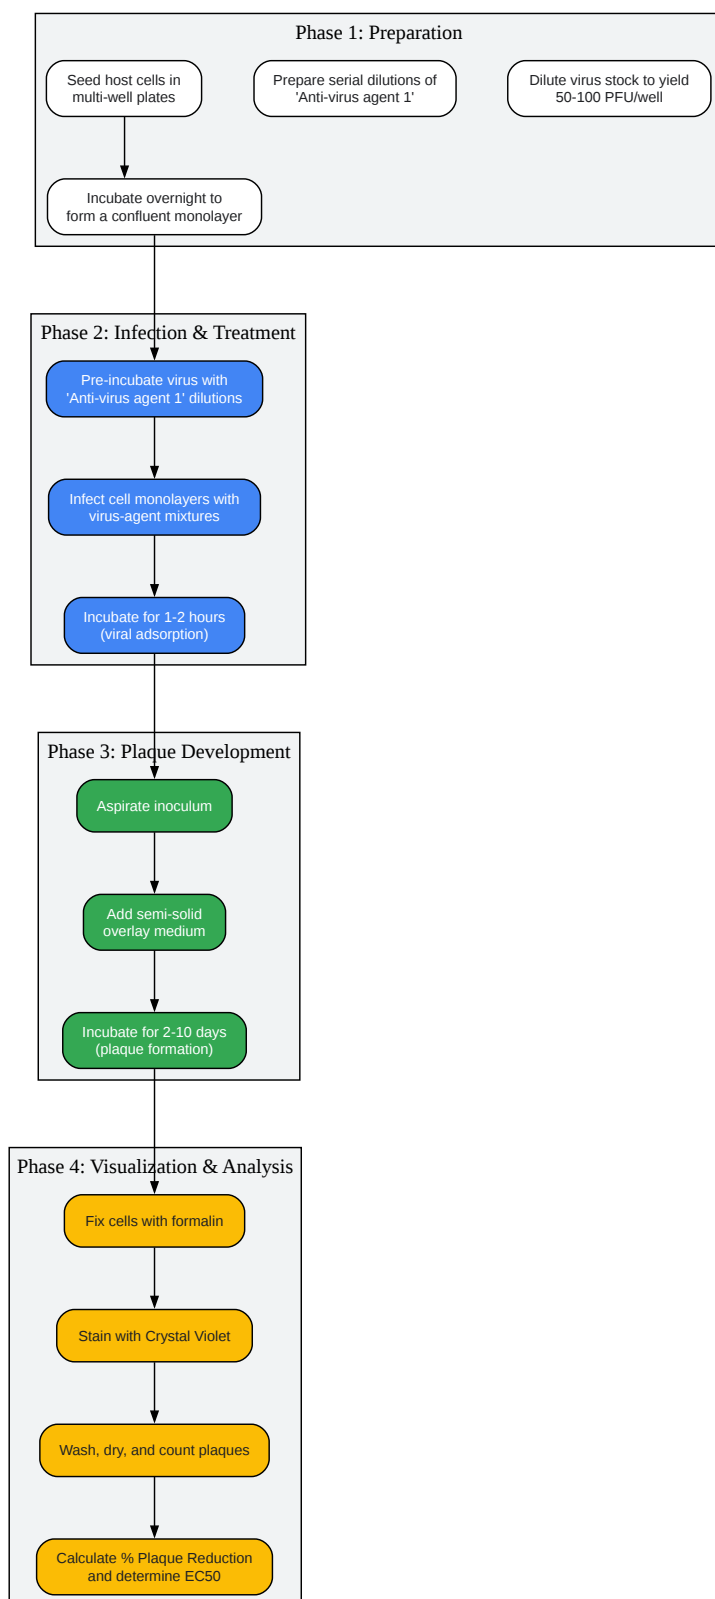 Phase 1: Preparation
Seed host cells in
multi-well plates
Prepare serial dilutions of
'Anti-virus agent 1'
Dilute virus stock to yield
50-100 PFU/well
Incubate overnight to
form a confluent monolayer
Phase 2: Infection & Treatment
Pre-incubate virus with
'Anti-virus agent 1' dilutions
Infect cell monolayers with
virus-agent mixtures
Incubate for 1-2 hours
(viral adsorption)
Phase 3: Plaque Development
Aspirate inoculum
Add semi-solid
overlay medium
Incubate for 2-10 days
(plaque formation)
Phase 4: Visualization & Analysis
Fix cells with formalin
Stain with Crystal Violet
Wash, dry, and count plaques
Calculate % Plaque Reduction
and determine EC50